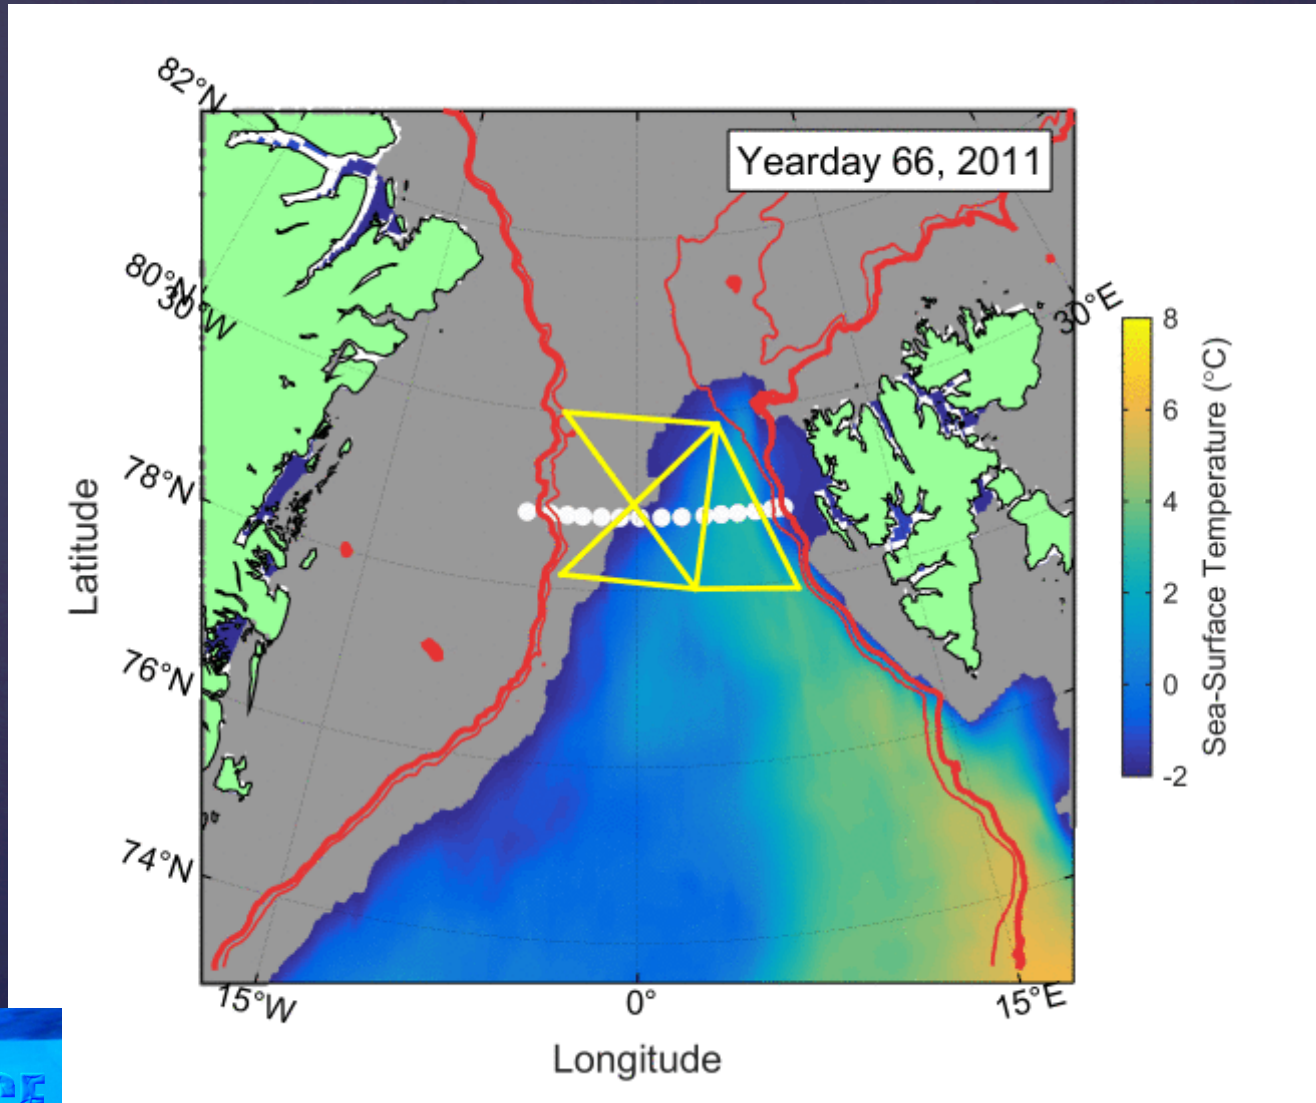 82°N
Yearday 66, 2011
80°N
30°W
30°E
8
6
4
2
0
-2
Sea-Surface Temperature (°C)
78°N
Latitude
76°N
74°N
15°W
0°
15°E
Longitude